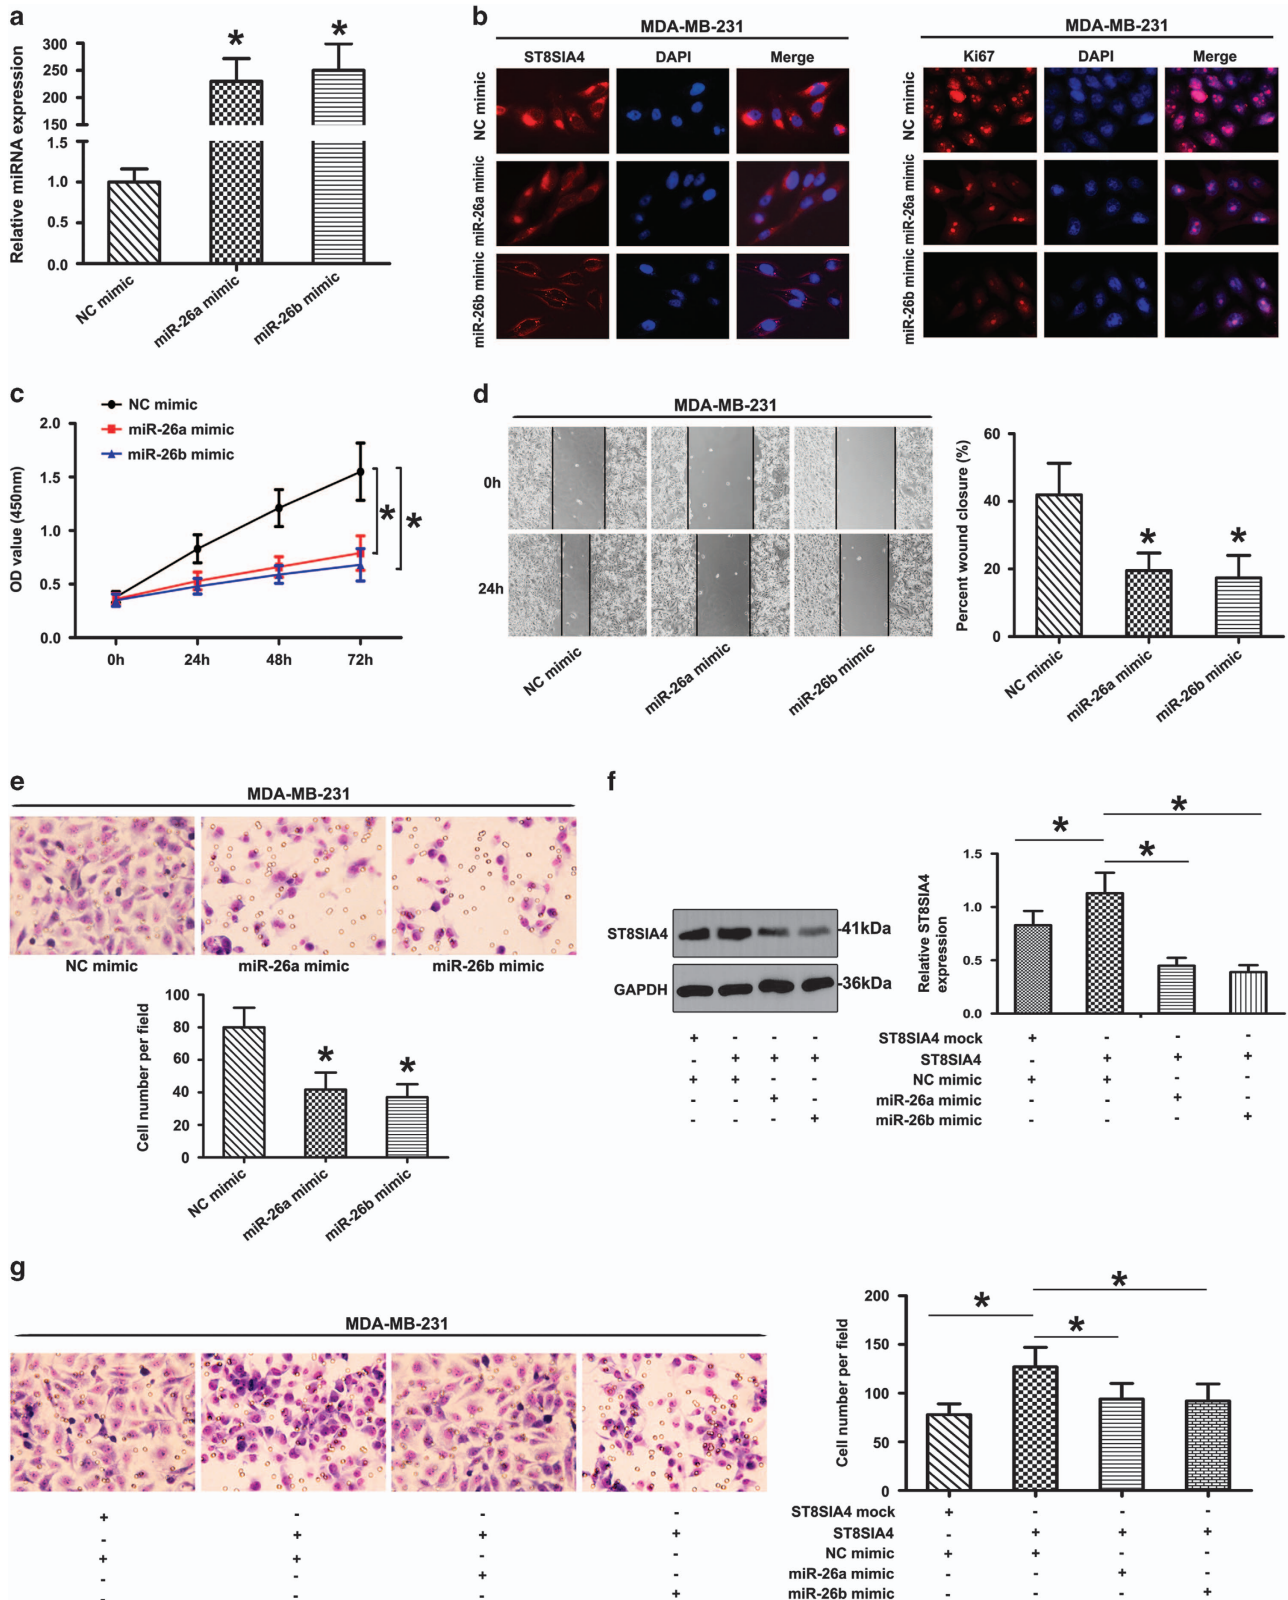 a
Relative miRNA expression
300
250
200
150
1.5
1.0
0.5
0.0
*
*
NC mimic
miR-26a mimic
miR-26b mimic
b
MDA-MB-231
ST8SIA4 DAPI Merge
NC mimic
miR-26a mimic
miR-26b mimic
MDA-MB-231
Ki67 DAPI Merge
NC mimic
miR-26a mimic
miR-26b mimic
c
NC mimic
miR-26a mimic
miR-26b mimic
OD value (450nm)
2.0
1.5
1.0
0.5
0.0
0h 24h 48h 72h
* *
d
MDA-MB-231
0h
24h
NC mimic
miR-26a mimic
miR-26b mimic
Percent wound closure (%)
60
40
20
0
* *
NC mimic
miR-26a mimic
miR-26b mimic
e
MDA-MB-231
NC mimic miR-26a mimic miR-26b mimic
Cell number per field
100
80
60
40
20
0
* *
NC mimic
miR-26a mimic
miR-26b mimic
f
ST8SIA4 -41kDa
GAPDH -36kDa
+ - - -
- + + +
+ + - -
- - + -
- - - +
Relative ST8SIA4
expression
1.5
1.0
0.5
0.0
* * *
ST8SIA4 mock + - - -
ST8SIA4 - + + +
NC mimic + + - -
miR-26a mimic - - + -
miR-26b mimic - - - +
g
MDA-MB-231
+ - - -
- + + +
+ + - -
- - + -
- - - +
Cell number per field
200
150
100
50
0
* * *
ST8SIA4 mock + - - -
ST8SIA4 - + + +
NC mimic + + - -
miR-26a mimic - - + -
miR-26b mimic - - - +